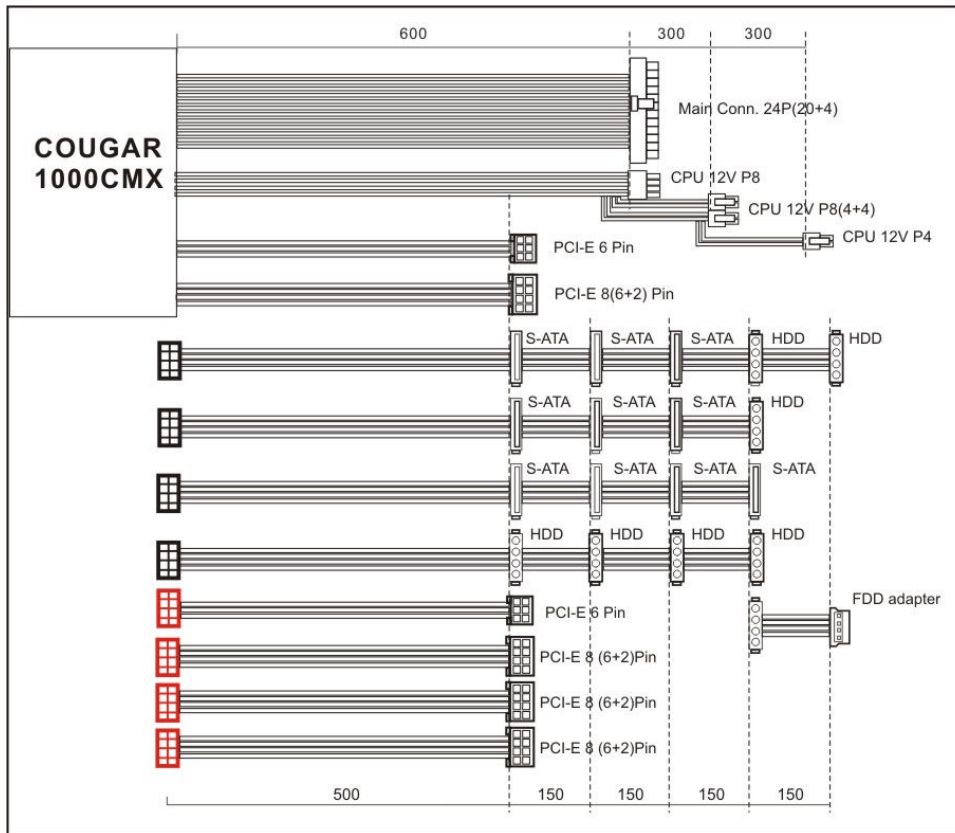 600 300 300
COUGAR
1000CMX
Main Conn. 24P(20+4)
CPU 12V P8
CPU 12V P8(4+4)
CPU 12V P4
PCI-E 6 Pin
PCI-E 8(6+2) Pin
S-ATA S-ATA S-ATA HDD HDD
S-ATA S-ATA S-ATA HDD
S-ATA S-ATA S-ATA S-ATA
HDD HDD HDD HDD
FDD adapter
PCI-E 6 Pin
PCI-E 8 (6+2)Pin
PCI-E 8 (6+2)Pin
PCI-E 8 (6+2)Pin
500 150 150 150 150